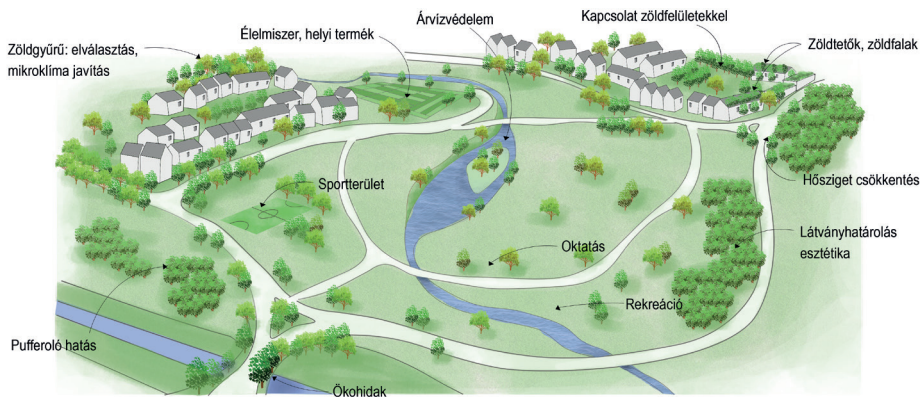 Kapcsolat zöldfelületekkel
Árvízvédelem
Élelmiszer, helyi termék
Zöldtetők, zöldfalak
Zöldgyűrű: elválasztás,
mikroklíma javítás
Sportterület
Hősziget csökkentés
Látványhatárolás
esztétika
Oktatás
Rekreáció
Pufferoló hatás
Ökohidak